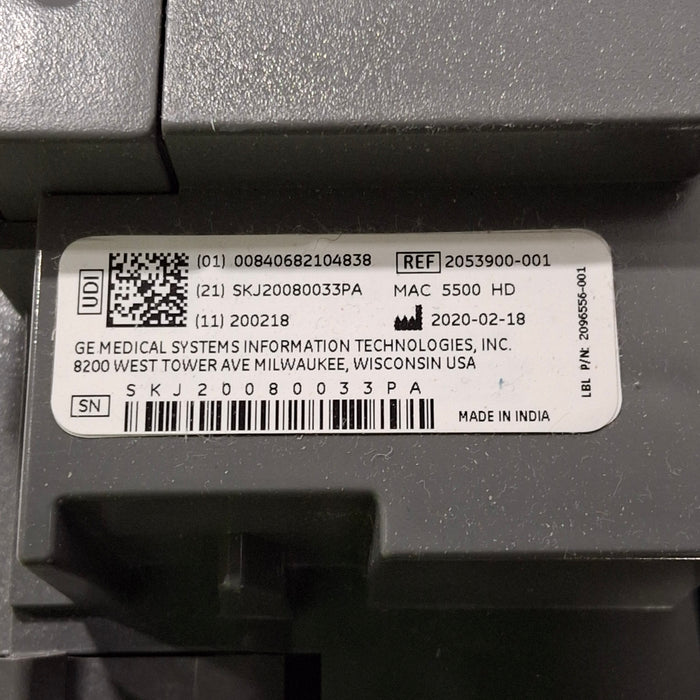 UDI
(01) 00840682104838 REF 2053900-001
(21) SKJ20080033PA MAC 5500 HD
(11) 200218 2020-02-18
GE MEDICAL SYSTEMS INFORMATION TECHNOLOGIES, INC.
8200 WEST TOWER AVE MILWAUKEE, WISCONSIN USA
SKJ20080033PA
SN
MADE IN INDIA
LBL P/N: 2096556-001